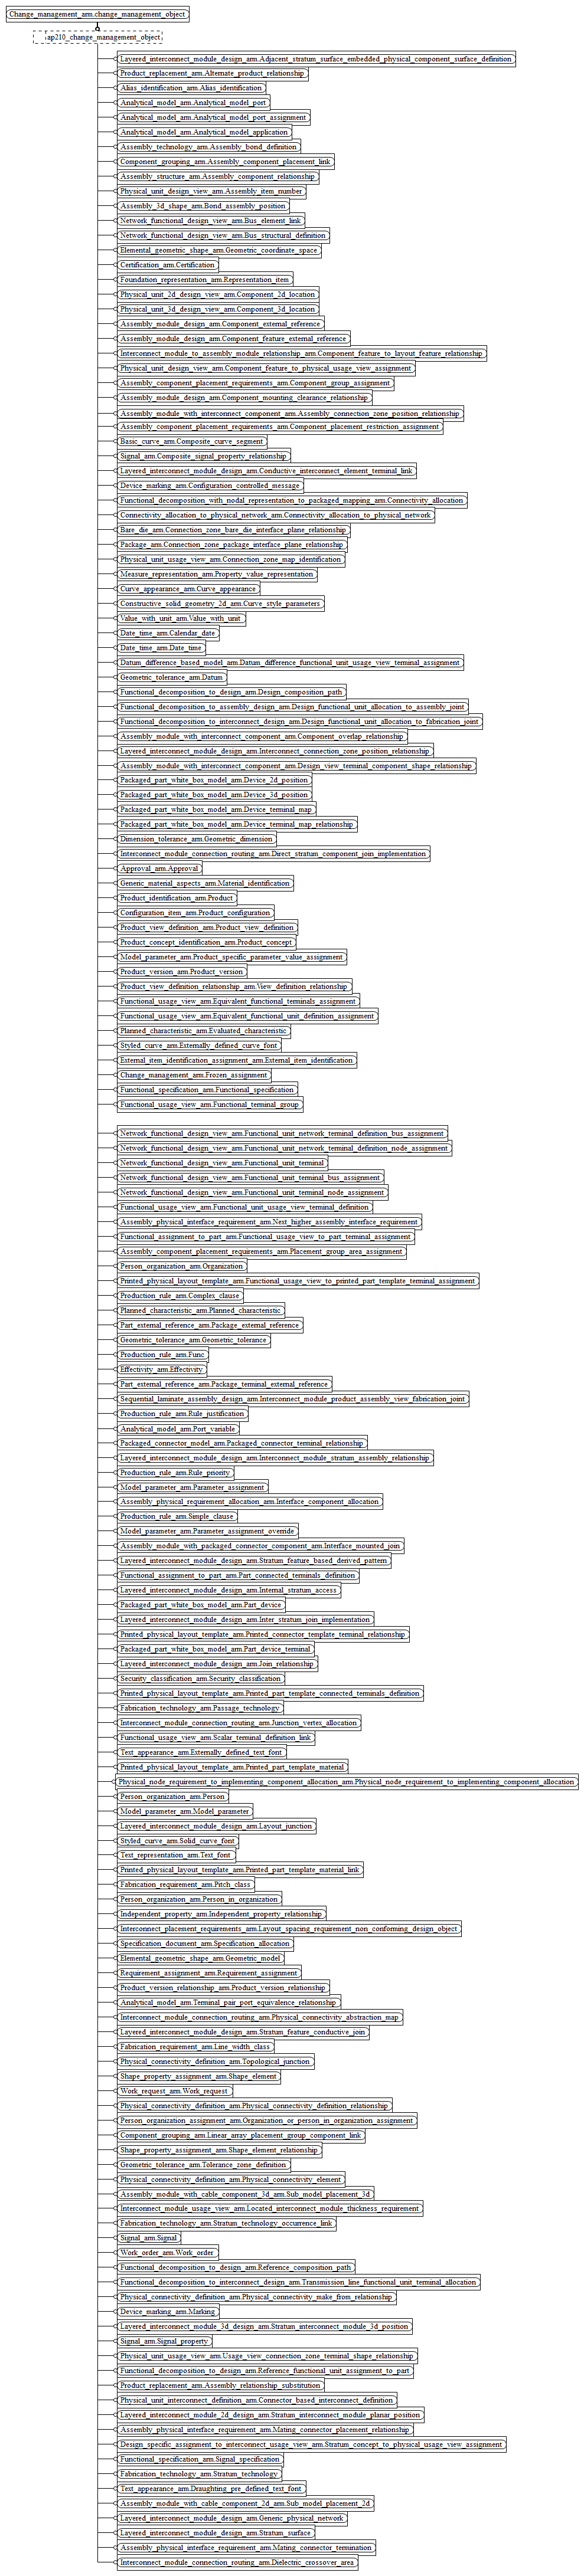 Change_management_arm.change_management_object
ap210_change_management_object
Layered_interconnect_module_design_arm.Adjacent_stratum_surface_embedded_physical_component_surface_definition
Product_replacement_arm.Alternate_product_relationship
Alias_identification_arm.Alias_identification
Analytical_model_arm.Analytical_model_port
Analytical_model_arm.Analytical_model_port_assignment
Analytical_model_arm.Analytical_model_application
Assembly_technology_arm.Assembly_bond_definition
Component_grouping_arm.Assembly_component_placement_link
Assembly_structure_arm.Assembly_component_relationship
Physical_unit_design_view_arm.Assembly_item_number
Assembly_3d_shape_arm.Bond_assembly_position
Network_functional_design_view_arm.Bus_element_link
Network_functional_design_view_arm.Bus_structural_definition
Elemental_geometric_shape_arm.Geometric_coordinate_space
Certification_arm.Certification
Foundation_representation_arm.Representation_item
Physical_unit_2d_design_view_arm.Component_2d_location
Physical_unit_3d_design_view_arm.Component_3d_location
Assembly_module_design_arm.Component_external_reference
Assembly_module_design_arm.Component_feature_external_reference
Interconnect_module_to_assembly_module_relationship_arm.Component_feature_to_layout_feature_relationship
Physical_unit_design_view_arm.Component_feature_to_physical_usage_view_assignment
Assembly_component_placement_requirements_arm.Component_group_assignment
Assembly_module_design_arm.Component_mounting_clearance_relationship
Assembly_module_with_interconnect_component_arm.Assembly_connection_zone_position_relationship
Assembly_component_placement_requirements_arm.Component_placement_restriction_assignment
Basic_curve_arm.Composite_curve_segment
Signal_arm.Composite_signal_property_relationship
Layered_interconnect_module_design_arm.Conductive_interconnect_element_terminal_link
Device_marking_arm.Configuration_controlled_message
Functional_decomposition_with_nodal_representation_to_packaged_mapping_arm.Connectivity_allocation
Connectivity_allocation_to_physical_network_arm.Connectivity_allocation_to_physical_network
Bare_die_arm.Connection_zone_bare_die_interface_plane_relationship
Package_arm.Connection_zone_package_interface_plane_relationship
Physical_unit_usage_view_arm.Connection_zone_map_identification
Measure_representation_arm.Property_value_representation
Curve_appearance_arm.Curve_appearance
Constructive_solid_geometry_2d_arm.Curve_style_parameters
Value_with_unit_arm.Value_with_unit
Date_time_arm.Calendar_date
Date_time_arm.Date_time
Datum_difference_based_model_arm.Datum_difference_functional_unit_usage_view_terminal_assignment
Geometric_tolerance_arm.Datum
Functional_decomposition_to_design_arm.Design_composition_path
Functional_decomposition_to_assembly_design_arm.Design_functional_unit_allocation_to_assembly_joint
Functional_decomposition_to_interconnect_design_arm.Design_functional_unit_allocation_to_fabrication_joint
Assembly_module_with_interconnect_component_arm.Component_overlap_relationship
Layered_interconnect_module_design_arm.Interconnect_connection_zone_position_relationship
Assembly_module_with_interconnect_component_arm.Design_view_terminal_component_shape_relationship
Packaged_part_white_box_model_arm.Device_2d_position
Packaged_part_white_box_model_arm.Device_3d_position
Packaged_part_white_box_model_arm.Device_terminal_map
Packaged_part_white_box_model_arm.Device_terminal_map_relationship
Dimension_tolerance_arm.Geometric_dimension
Interconnect_module_connection_routing_arm.Direct_stratum_component_join_implementation
Approval_arm.Approval
Generic_material_aspects_arm.Material_identification
Product_identification_arm.Product
Configuration_item_arm.Product_configuration
Product_view_definition_arm.Product_view_definition
Product_concept_identification_arm.Product_concept
Model_parameter_arm.Product_specific_parameter_value_assignment
Product_version_arm.Product_version
Product_view_definition_relationship_arm.View_definition_relationship
Functional_usage_view_arm.Equivalent_functional_terminals_assignment
Functional_usage_view_arm.Equivalent_functional_unit_definition_assignment
Planned_characteristic_arm.Evaluated_characteristic
Styled_curve_arm.Externally_defined_curve_font
External_item_identification_assignment_arm.External_item_identification
Change_management_arm.Frozen_assignment
Functional_specification_arm.Functional_specification
Functional_usage_view_arm.Functional_terminal_group
Network_functional_design_view_arm.Functional_unit_network_terminal_definition_bus_assignment
Network_functional_design_view_arm.Functional_unit_network_terminal_definition_node_assignment
Network_functional_design_view_arm.Functional_unit_terminal
Network_functional_design_view_arm.Functional_unit_terminal_bus_assignment
Network_functional_design_view_arm.Functional_unit_terminal_node_assignment
Functional_usage_view_arm.Functional_unit_usage_view_terminal_definition
Assembly_physical_interface_requirement_arm.Next_higher_assembly_interface_requirement
Functional_assignment_to_part_arm.Functional_usage_view_to_part_terminal_assignment
Assembly_component_placement_requirements_arm.Placement_group_area_assignment
Person_organization_arm.Organization
Printed_physical_layout_template_arm.Functional_usage_view_to_printed_part_template_terminal_assignment
Production_rule_arm.Complex_clause
Planned_characteristic_arm.Planned_characteristic
Part_external_reference_arm.Package_external_reference
Geometric_tolerance_arm.Geometric_tolerance
Production_rule_arm.Func
Effectivity_arm.Effectivity
Part_external_reference_arm.Package_terminal_external_reference
Sequential_laminate_assembly_design_arm.Interconnect_module_product_assembly_view_fabrication_joint
Production_rule_arm.Rule_justification
Analytical_model_arm.Port_variable
Packaged_connector_model_arm.Packaged_connector_terminal_relationship
Layered_interconnect_module_design_arm.Interconnect_module_stratum_assembly_relationship
Production_rule_arm.Rule_priority
Model_parameter_arm.Parameter_assignment
Assembly_physical_requirement_allocation_arm.Interface_component_allocation
Production_rule_arm.Simple_clause
Model_parameter_arm.Parameter_assignment_override
Assembly_module_with_packaged_connector_component_arm.Interface_mounted_join
Layered_interconnect_module_design_arm.Stratum_feature_based_derived_pattern
Functional_assignment_to_part_arm.Part_connected_terminals_definition
Layered_interconnect_module_design_arm.Internal_stratum_access
Packaged_part_white_box_model_arm.Part_device
Layered_interconnect_module_design_arm.Inter_stratum_join_implementation
Printed_physical_layout_template_arm.Printed_connector_template_terminal_relationship
Packaged_part_white_box_model_arm.Part_device_terminal
Layered_interconnect_module_design_arm.Join_relationship
Security_classification_arm.Security_classification
Printed_physical_layout_template_arm.Printed_part_template_connected_terminals_definition
Fabrication_technology_arm.Passage_technology
Interconnect_module_connection_routing_arm.Junction_vertex_allocation
Functional_usage_view_arm.Scalar_terminal_definition_link
Text_appearance_arm.Externally_defined_text_font
Printed_physical_layout_template_arm.Printed_part_template_material
Physical_node_requirement_to_implementing_component_allocation_arm.Physical_node_requirement_to_implementing_component_allocation
Person_organization_arm.Person
Model_parameter_arm.Model_parameter
Layered_interconnect_module_design_arm.Layout_junction
Styled_curve_arm.Solid_curve_font
Text_representation_arm.Text_font
Printed_physical_layout_template_arm.Printed_part_template_material_link
Fabrication_requirement_arm.Pitch_class
Person_organization_arm.Person_in_organization
Independent_property_arm.Independent_property_relationship
Interconnect_placement_requirements_arm.Layout_spacing_requirement_non_conforming_design_object
Specification_document_arm.Specification_allocation
Elemental_geometric_shape_arm.Geometric_model
Requirement_assignment_arm.Requirement_assignment
Product_version_relationship_arm.Product_version_relationship
Analytical_model_arm.Terminal_pair_port_equivalence_relationship
Interconnect_module_connection_routing_arm.Physical_connectivity_abstraction_map
Layered_interconnect_module_design_arm.Stratum_feature_conductive_join
Fabrication_requirement_arm.Line_width_class
Physical_connectivity_definition_arm.Topological_junction
Shape_property_assignment_arm.Shape_element
Work_request_arm.Work_request
Physical_connectivity_definition_arm.Physical_connectivity_definition_relationship
Person_organization_assignment_arm.Organization_or_person_in_organization_assignment
Component_grouping_arm.Linear_array_placement_group_component_link
Shape_property_assignment_arm.Shape_element_relationship
Geometric_tolerance_arm.Tolerance_zone_definition
Physical_connectivity_definition_arm.Physical_connectivity_element
Assembly_module_with_cable_component_3d_arm.Sub_model_placement_3d
Interconnect_module_usage_view_arm.Located_interconnect_module_thickness_requirement
Fabrication_technology_arm.Stratum_technology_occurrence_link
Signal_arm.Signal
Work_order_arm.Work_order
Functional_decomposition_to_design_arm.Reference_composition_path
Functional_decomposition_to_interconnect_design_arm.Transmission_line_functional_unit_terminal_allocation
Physical_connectivity_definition_arm.Physical_connectivity_make_from_relationship
Device_marking_arm.Marking
Layered_interconnect_module_3d_design_arm.Stratum_interconnect_module_3d_position
Signal_arm.Signal_property
Physical_unit_usage_view_arm.Usage_view_connection_zone_terminal_shape_relationship
Functional_decomposition_to_design_arm.Reference_functional_unit_assignment_to_part
Product_replacement_arm.Assembly_relationship_substitution
Physical_unit_interconnect_definition_arm.Connector_based_interconnect_definition
Layered_interconnect_module_2d_design_arm.Stratum_interconnect_module_planar_position
Assembly_physical_interface_requirement_arm.Mating_connector_placement_relationship
Design_specific_assignment_to_interconnect_usage_view_arm.Stratum_concept_to_physical_usage_view_assignment
Functional_specification_arm.Signal_specification
Fabrication_technology_arm.Stratum_technology
Text_appearance_arm.Draughting_pre_defined_text_font
Assembly_module_with_cable_component_2d_arm.Sub_model_placement_2d
Layered_interconnect_module_design_arm.Generic_physical_network
Layered_interconnect_module_design_arm.Stratum_surface
Assembly_physical_interface_requirement_arm.Mating_connector_termination
Interconnect_module_connection_routing_arm.Dielectric_crossover_area